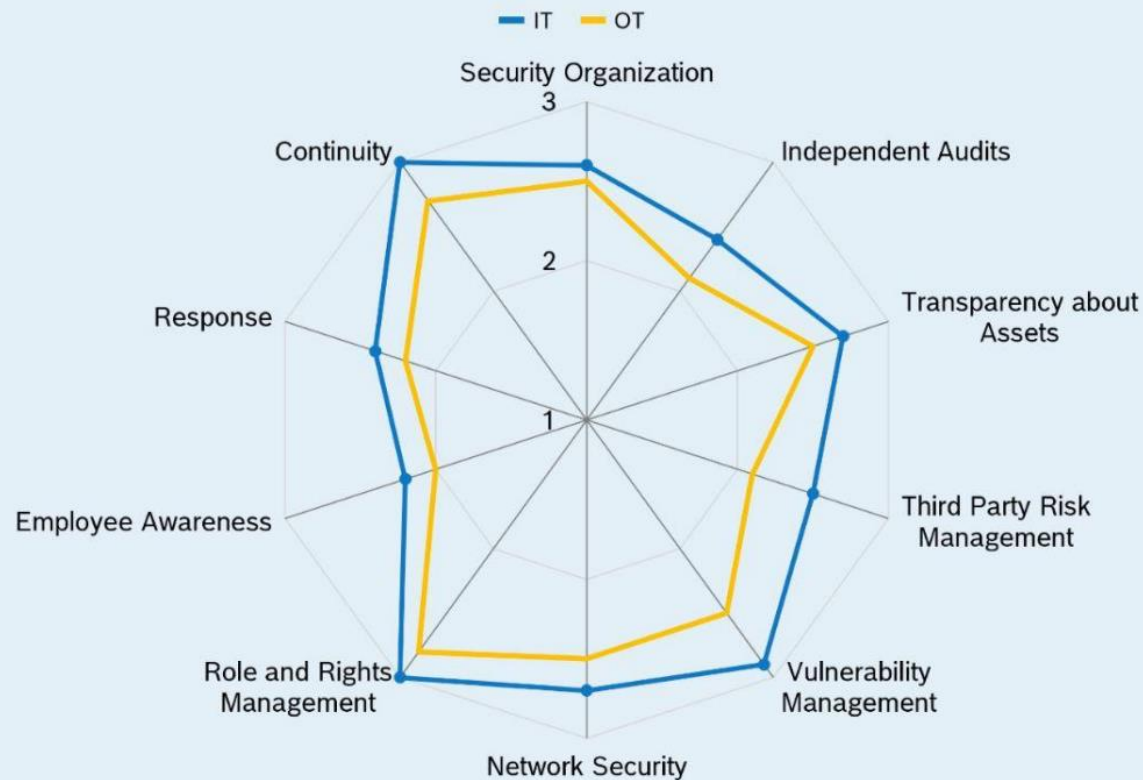 IT OT
Security Organization
3
Continuity
Independent Audits
2
Response
Transparency about
Assets
1
Employee Awareness
Third Party Risk
Management
Role and Rights
Management
Vulnerability
Management
Network Security